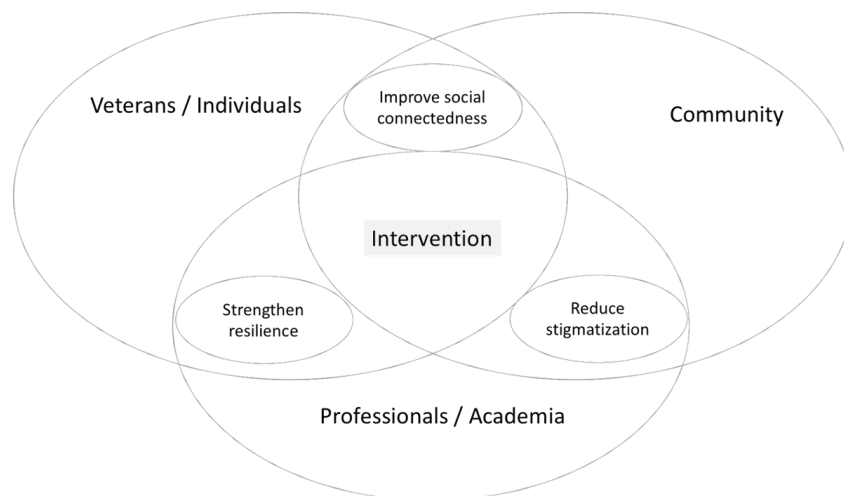 Improve social
connectedness
Veterans / Individuals
Community
Intervention
Strengthen
resilience
Reduce
stigmatization
Professionals / Academia